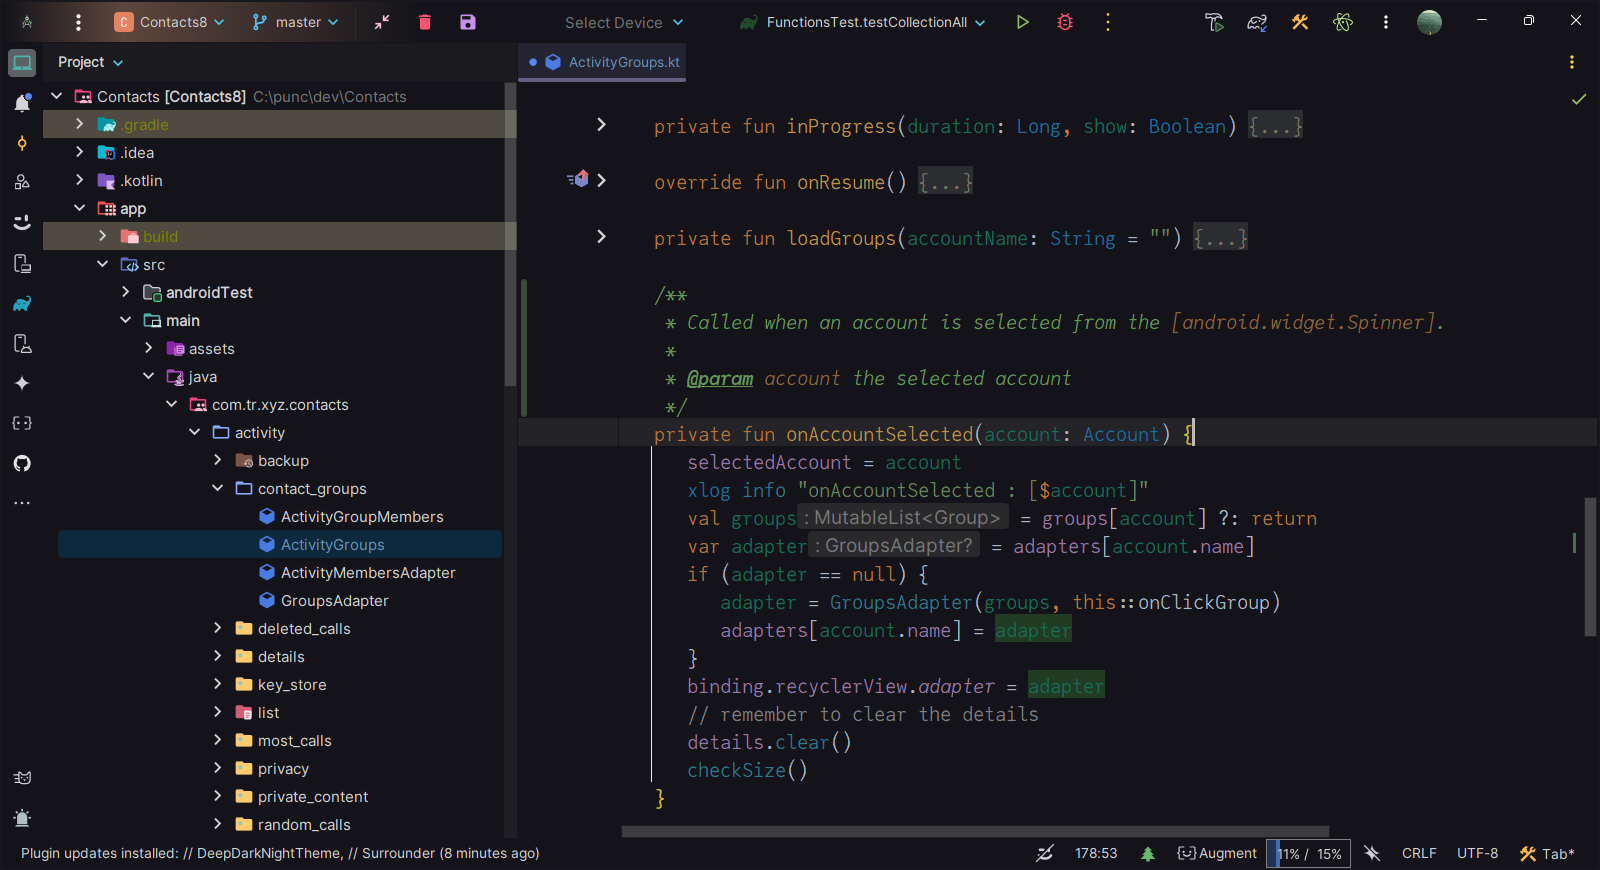 C Contacts8 master Select Device FunctionsTest.testCollectionAll
Project
ActivityGroups.kt
Contacts [Contacts8] C:\punc\dev\Contacts
.gradle
.idea
.kotlin
app
build
src
androidTest
main
assets
java
com.tr.xyz.contacts
activity
backup
contact_groups
ActivityGroupMembers
ActivityGroups
ActivityMembersAdapter
GroupsAdapter
deleted_calls
details
key_store
list
most_calls
privacy
private_content
random_calls
private fun inProgress(duration: Long, show: Boolean) {...}
override fun onResume() {...}
private fun loadGroups(accountName: String = "") {...}
/**
* Called when an account is selected from the [android.widget.Spinner].
*
* @param account the selected account
*/
private fun onAccountSelected(account: Account) {
selectedAccount = account
xlog info "onAccountSelected : [$account]"
val groups : MutableList<Group> = groups[account] ?: return
var adapter : GroupsAdapter? = adapters[account.name]
if (adapter == null) {
adapter = GroupsAdapter(groups, this::onClickGroup)
adapters[account.name] = adapter
}
binding.recyclerView.adapter = adapter
// remember to clear the details
details.clear()
checkSize()
}
Plugin updates installed: // DeepDarkNightTheme, // Surrounder (8 minutes ago) 178:53 Augment 11% / 15% CRLF UTF-8 Tab*